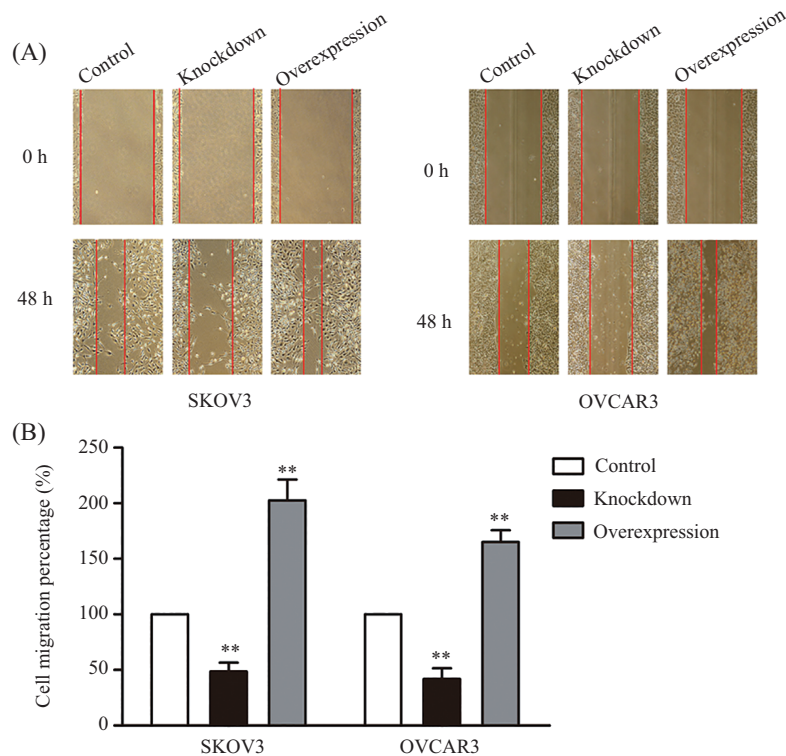 (A)
Control Knockdown Overexpression
Control Knockdown Overexpression
0 h
0 h
48 h
48 h
SKOV3
OVCAR3
(B)
Cell migration percentage (%)
250
200
150
100
50
0
**
**
**
**
Control
Knockdown
Overexpression
SKOV3
OVCAR3